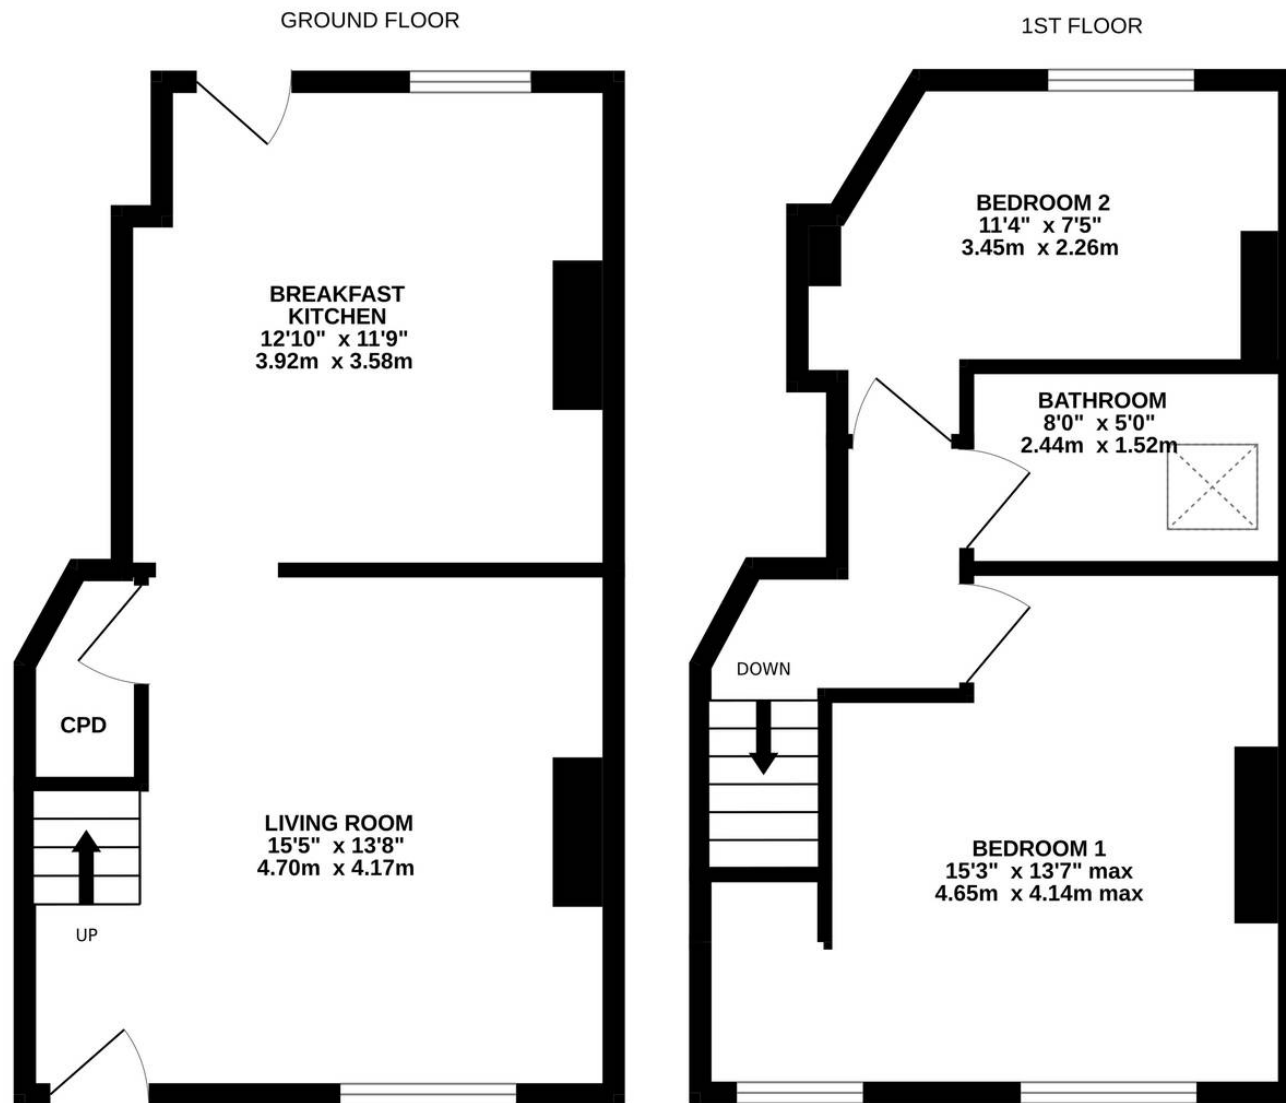 GROUND FLOOR
BREAKFAST
KITCHEN
12'10" x 11'9"
3.92m x 3.58m
CPD
LIVING ROOM
15'5" x 13'8"
4.70m x 4.17m
UP
1ST FLOOR
BEDROOM 2
11'4" x 7'5"
3.45m x 2.26m
BATHROOM
8'0" x 5'0"
2.44m x 1.52m
DOWN
BEDROOM 1
15'3" x 13'7" max
4.65m x 4.14m max